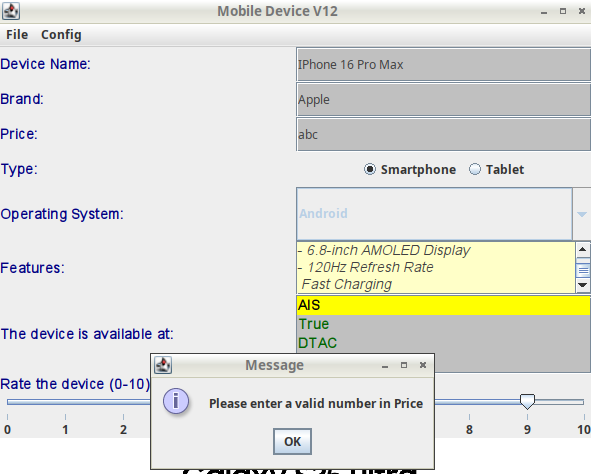 Mobile Device V12
File Config
Device Name: IPhone 16 Pro Max
Brand: Apple
Price: abc
Type: Smartphone Tablet
Operating System: Android
- 6.8-inch AMOLED Display
Features: - 120Hz Refresh Rate
Fast Charging
AIS
The device is available at: True
DTAC
Message
Rate the device (0-10)
Please enter a valid number in Price
0 1 2 8 9 10
OK